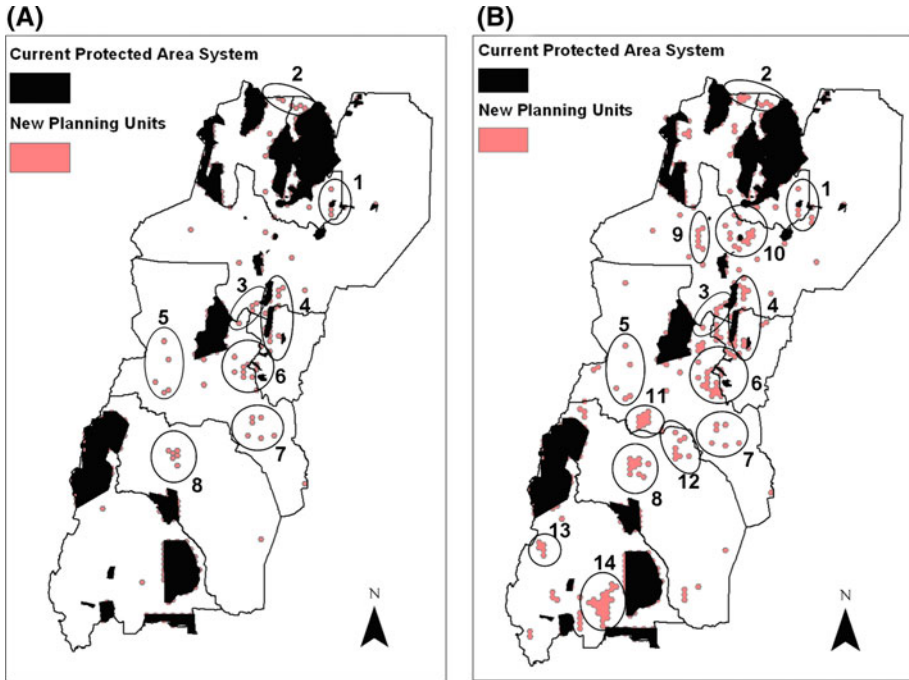 (A)
Current Protected Area System
New Planning Units
2
1
3
4
5
6
7
8
N
(B)
Current Protected Area System
New Planning Units
2
1
9
10
3
4
5
6
11
7
12
8
13
14
N